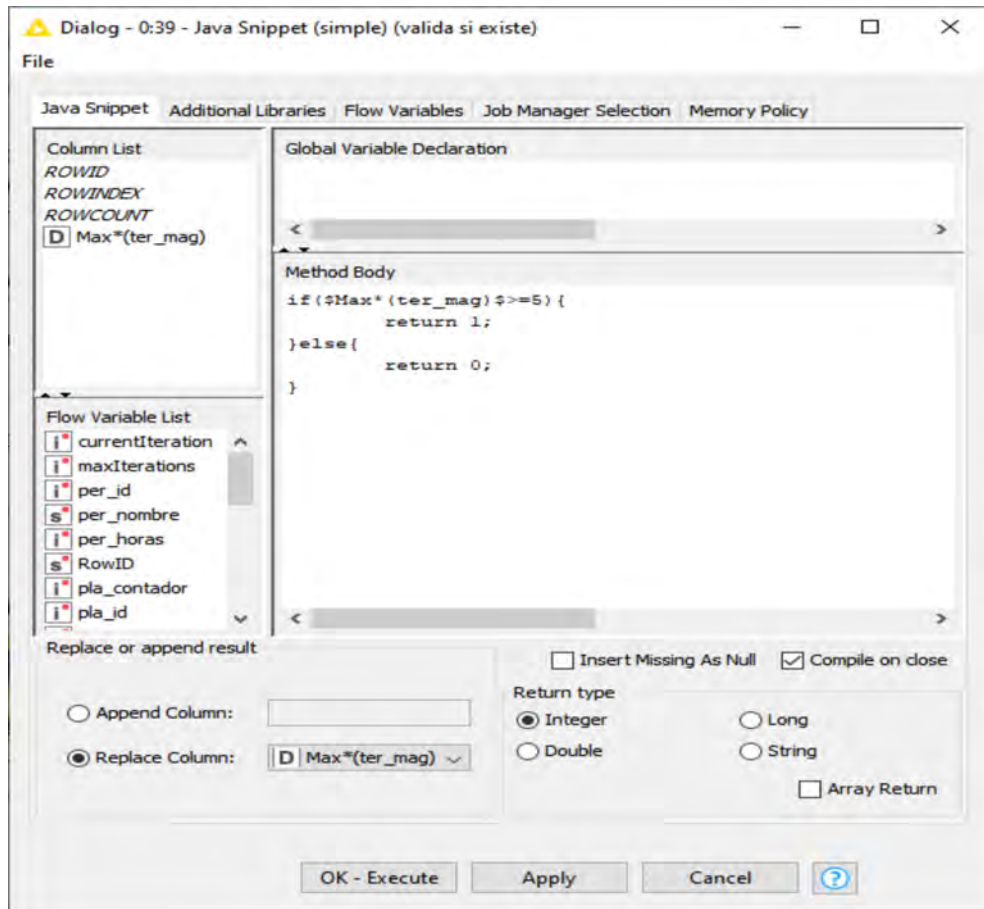 Dialog - 0:39 - Java Snippet (simple) (valida si existe)
File
Java Snippet Additional Libraries Flow Variables Job Manager Selection Memory Policy
Column List
ROWID
ROWINDEX
ROWCOUNT
D Max*(ter_mag)
Global Variable Declaration
Method Body
if($Max*(ter_mag)$>=5){
return 1;
}else{
return 0;
}
Flow Variable List
i currentIteration
i maxIterations
i per_id
s per_nombre
i per_horas
s RowID
i pla_contador
i pla_id
Replace or append result
Append Column:
Replace Column: D Max*(ter_mag)
Insert Missing As Null Compile on close
Return type
Integer Long
Double String
Array Return
OK - Execute Apply Cancel ?